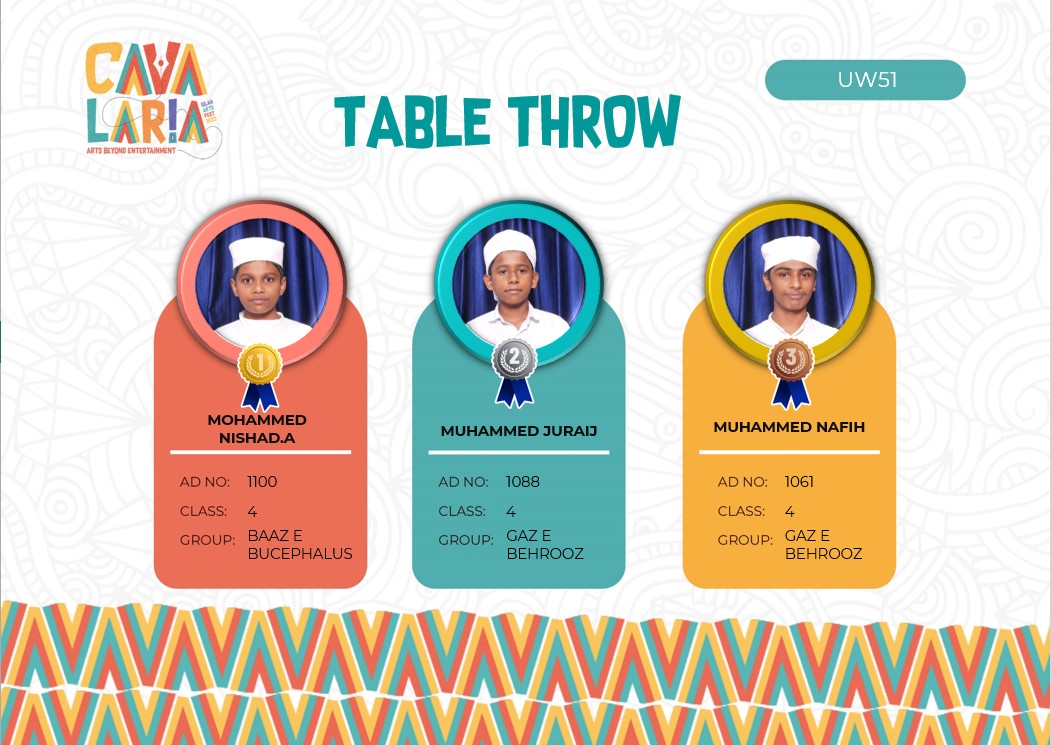 CAVA
LARIA
ARTS BEYOND ENTERTAINMENT
UW51
TABLE THROW
1
MOHAMMED
NISHAD.A
AD NO: 1100
CLASS: 4
GROUP: BAAZ E
BUCEPHALUS
2
MUHAMMED JURAIJ
AD NO: 1088
CLASS: 4
GROUP: GAZ E
BEHROOZ
3
MUHAMMED NAFIH
AD NO: 1061
CLASS: 4
GROUP: GAZ E
BEHROOZ